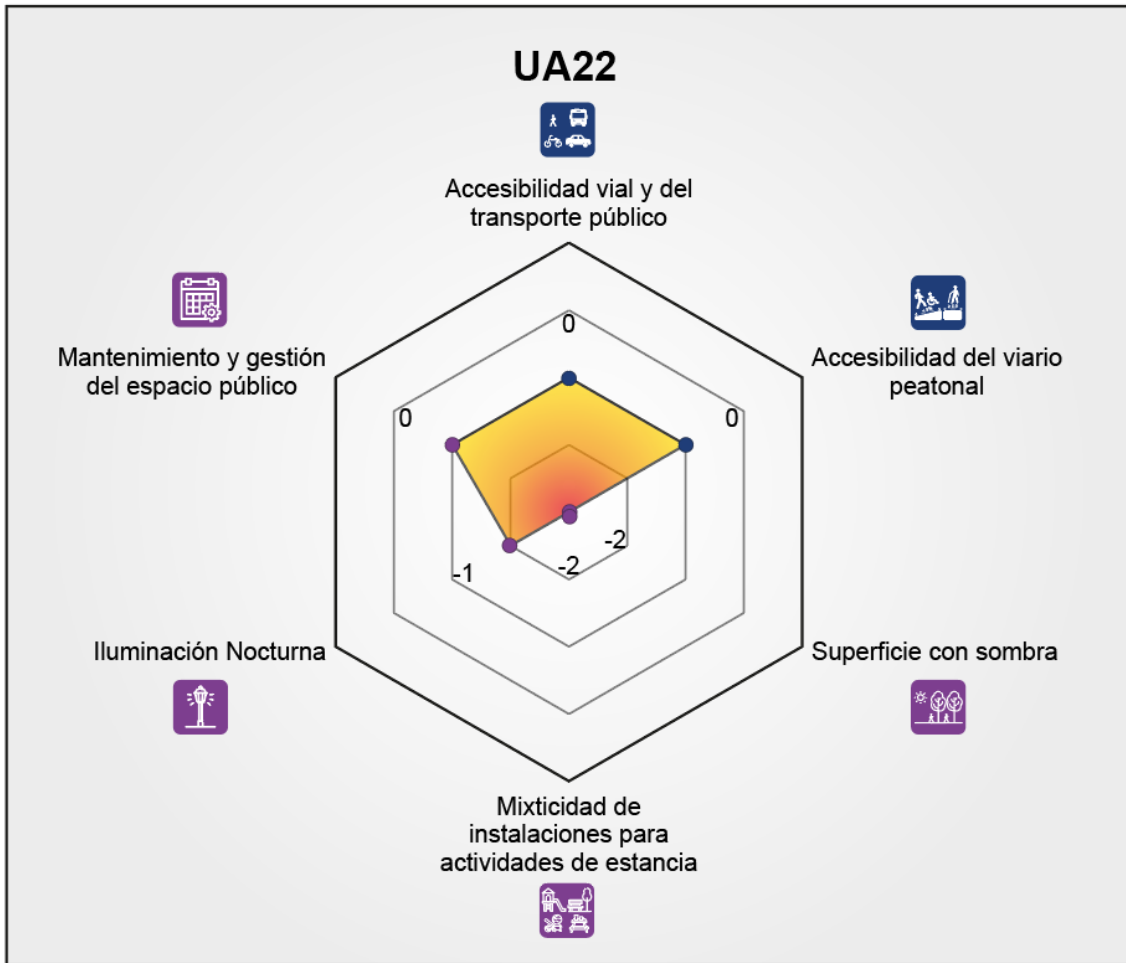 UA22
Accesibilidad vial y del
transporte público
0
Mantenimiento y gestión
del espacio público
Accesibilidad del viario
peatonal
0
0
-2
-2
-1
Iluminación Nocturna
Superficie con sombra
Mixticidad de
instalaciones para
actividades de estancia